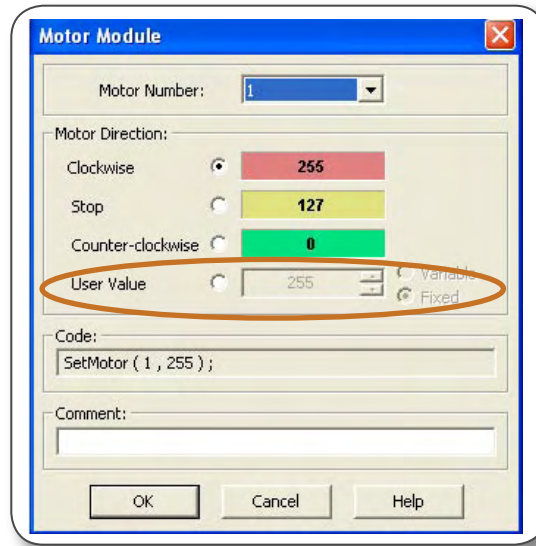 Motor Module
Motor Number: 1
Motor Direction:
Clockwise 255
Stop 127
Counter-clockwise 0
User Value 255 Variable
Fixed
Code:
SetMotor ( 1 , 255 ) ;
Comment:
OK Cancel Help